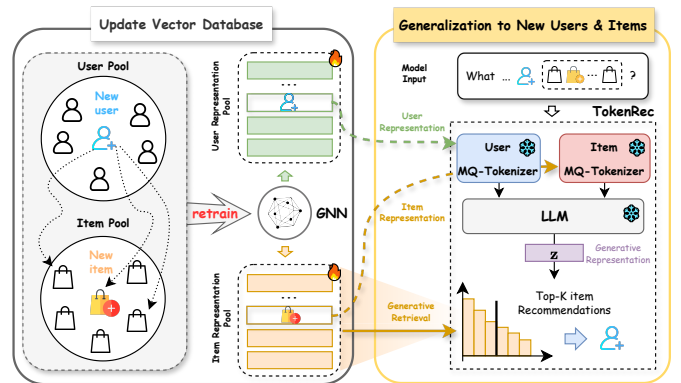 Update Vector Database
Generalization to New Users & Items
User Pool
New
user
Item Pool
New
item
retrain
GNN
User Representation
Pool
...
Item Representation
Pool
...
Model
Input
What ...
...
?
TokenRec
User
Representation
Item
Representation
User
MQ-Tokenizer
Item
MQ-Tokenizer
LLM
z
Generative
Representation
Generative
Retrieval
Top-K item
Recommendations